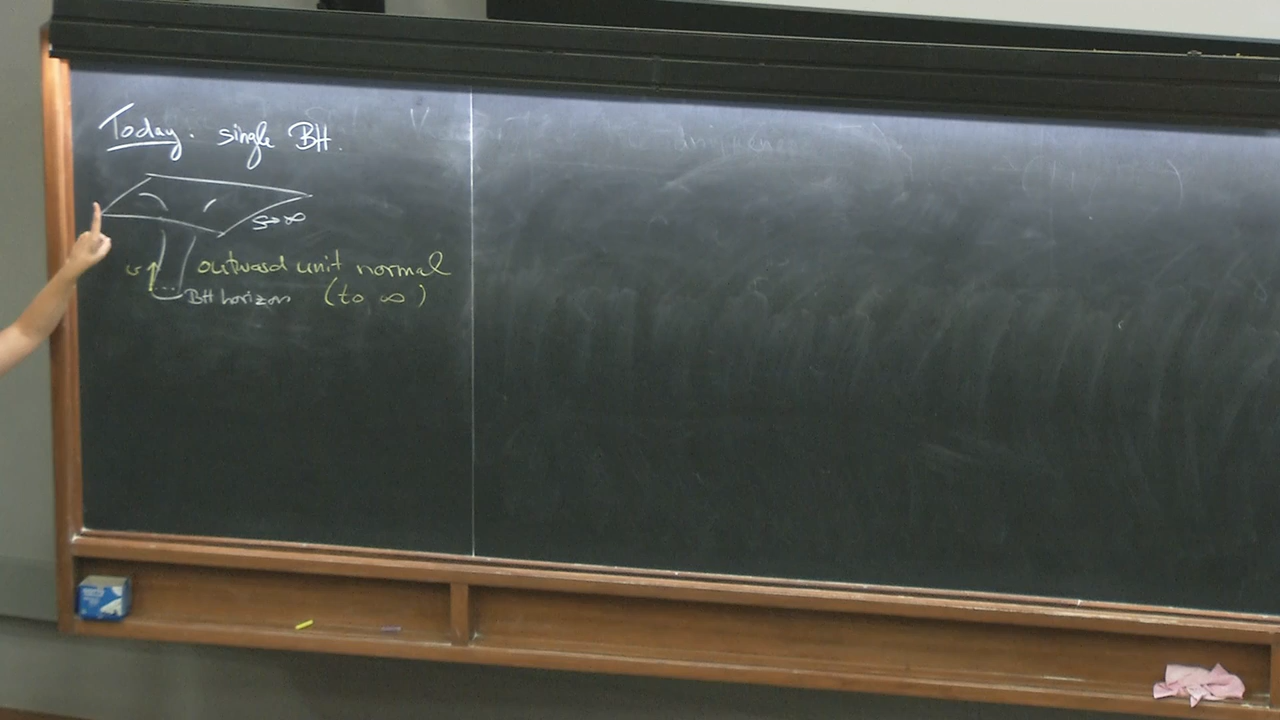 Today. single BH.
S→∞
outward unit normal
BH horizon (to ∞)